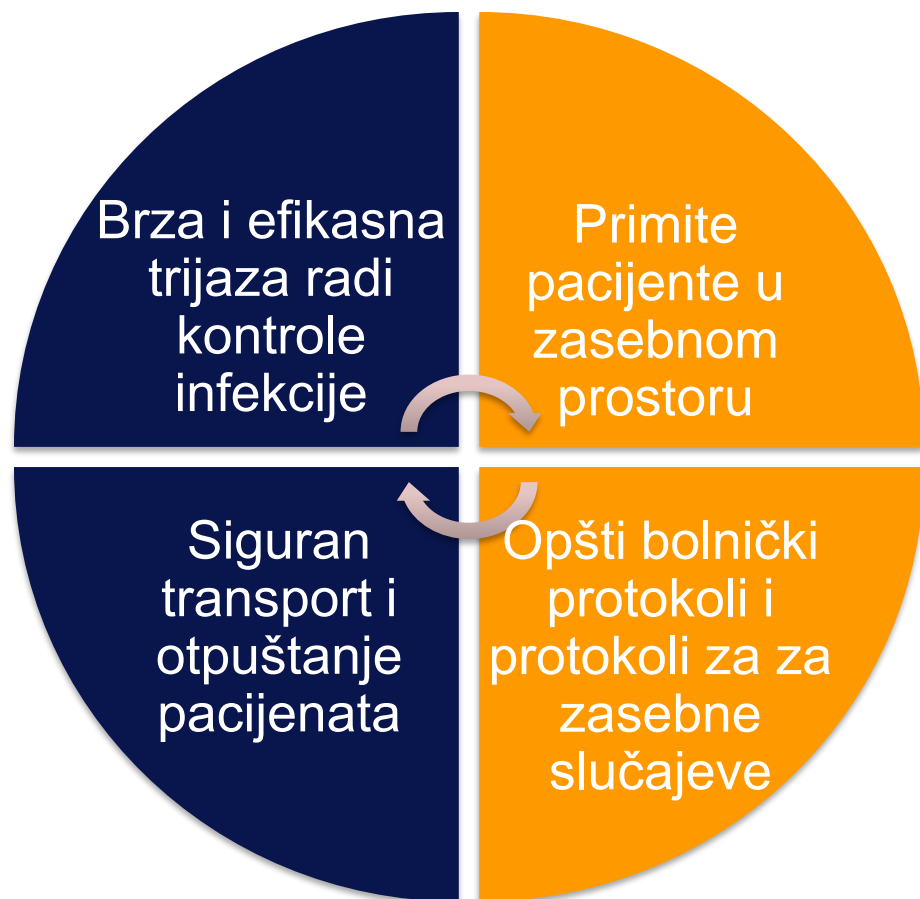 Brza i efikasna
trijaza radi
kontrole
infekcije
Primite
pacijente u
zasebnom
prostoru
Siguran
transport i
otpuštanje
pacijenata
Opšti bolnički
protokoli i
protokoli za za
zasebne
slučajeve